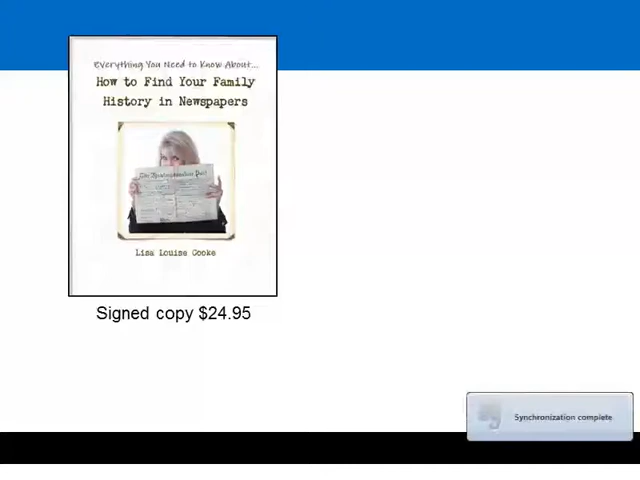 Everything You Need to Know About...
How to Find Your Family
History in Newspapers
Lisa Louise Cooke
Signed copy $24.95
Synchronization complete